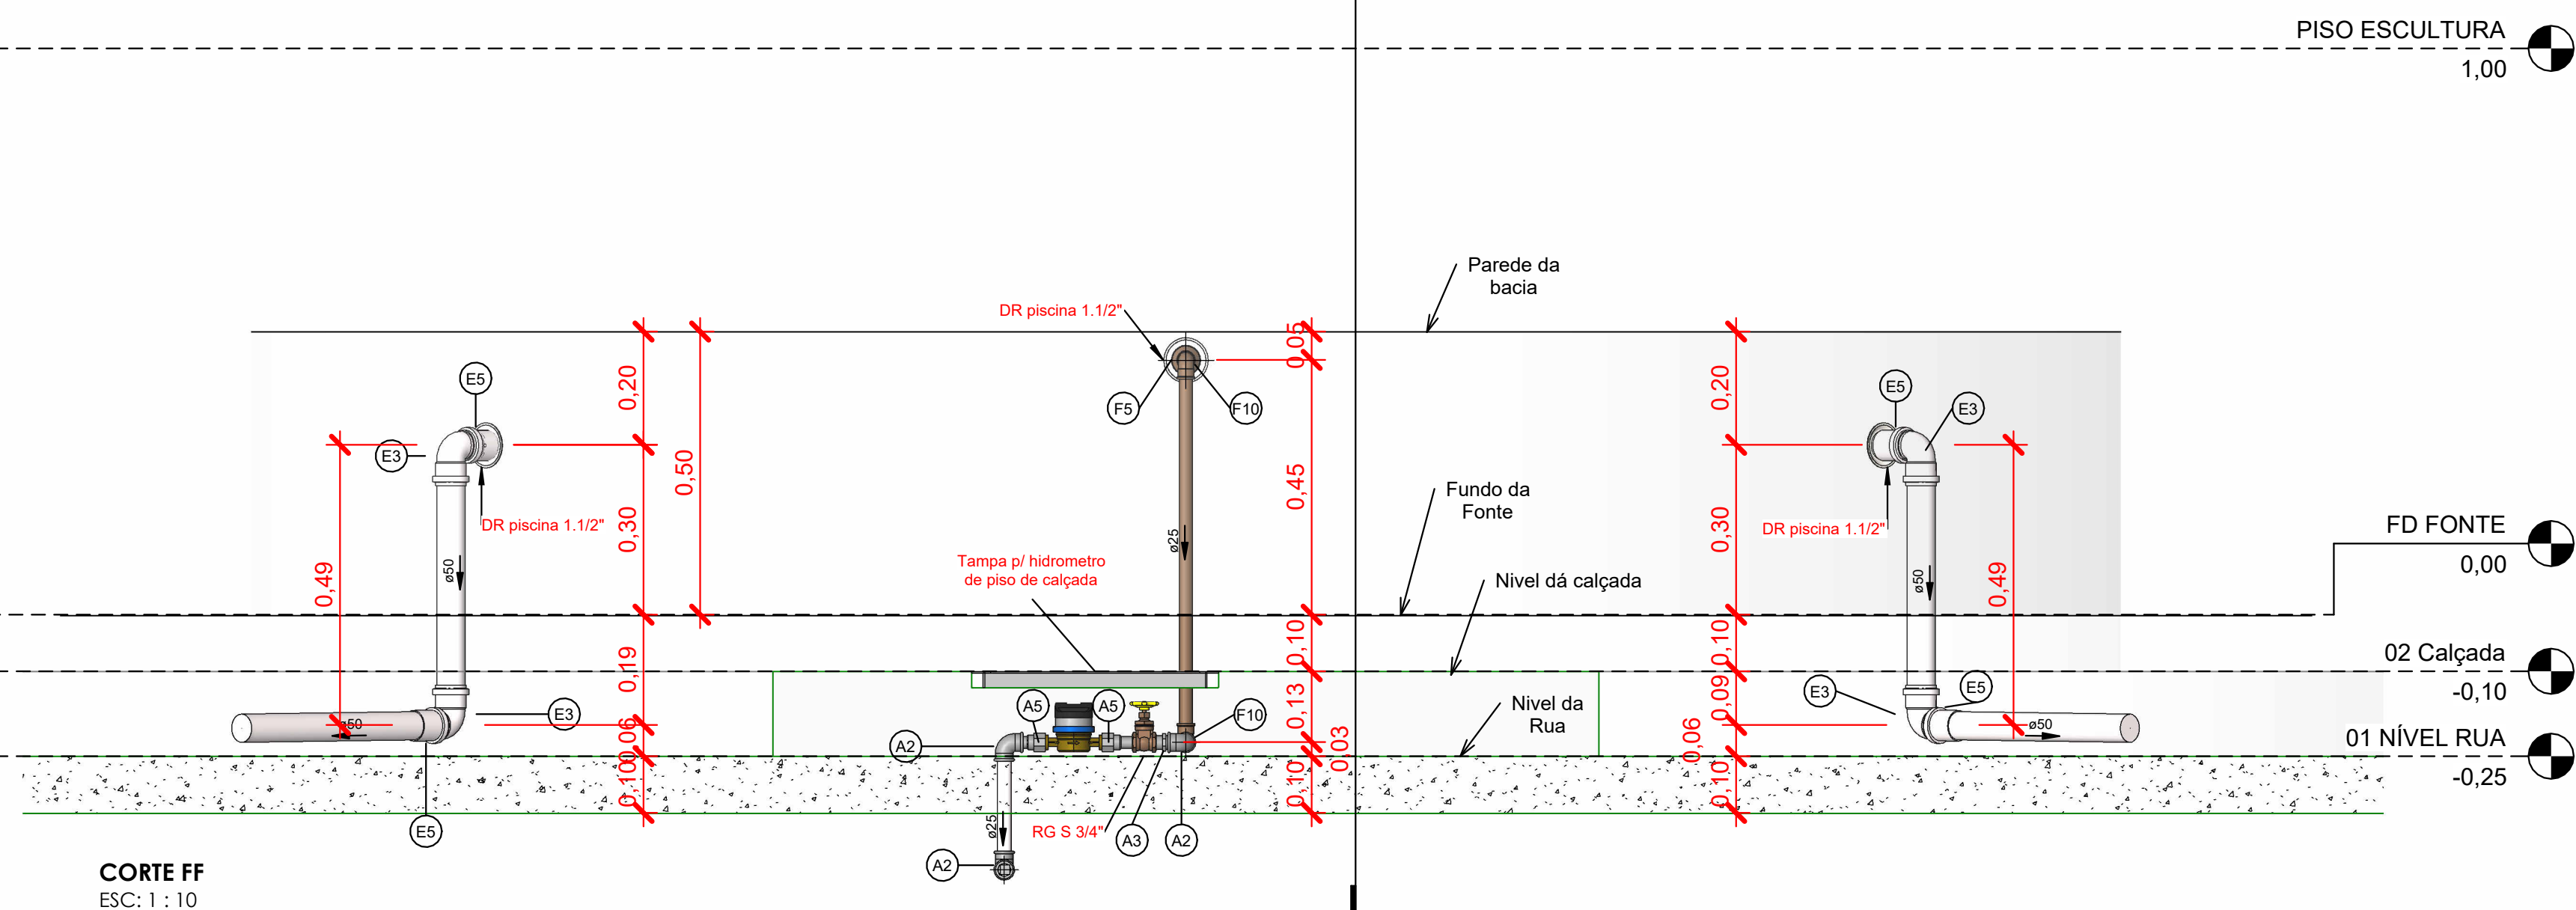 PISO ESCULTURA
1,00
Parede da
bacia
DR piscina 1.1/2"
0,05
0,20
0,50
0,20
E5
F5
F10
E5
E3
E3
0,45
Fundo da
Fonte
DR piscina 1.1/2"
DR piscina 1.1/2"
0,30
0,30
FD FONTE
0,00
ø25
Tampa p/ hidrometro
de piso de calçada
Nivel dá calçada
0,49
ø50
ø50
0,49
0,19
0,10
0,10
02 Calçada
-0,10
E3
A5
A5
0,13
F10
Nivel da
Rua
0,09
E3
E5
ø50
0,06
A2
0,03
0,06
ø50
01 NÍVEL RUA
-0,25
0,10
0,10
0,10
E5
ø25
RG S 3/4"
A3
A2
A2
CORTE FF
ESC: 1 : 10